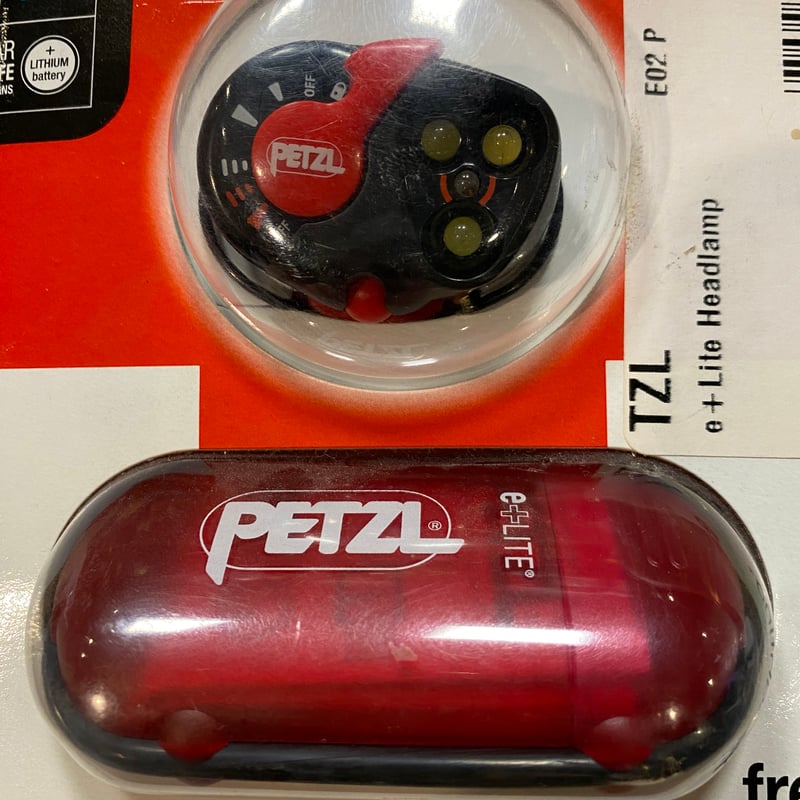 +
LITHIUM
battery
OFF
PETZL
E02 P
TZL
e+Lite Headlamp
PETZL®
e+LITE®
fre